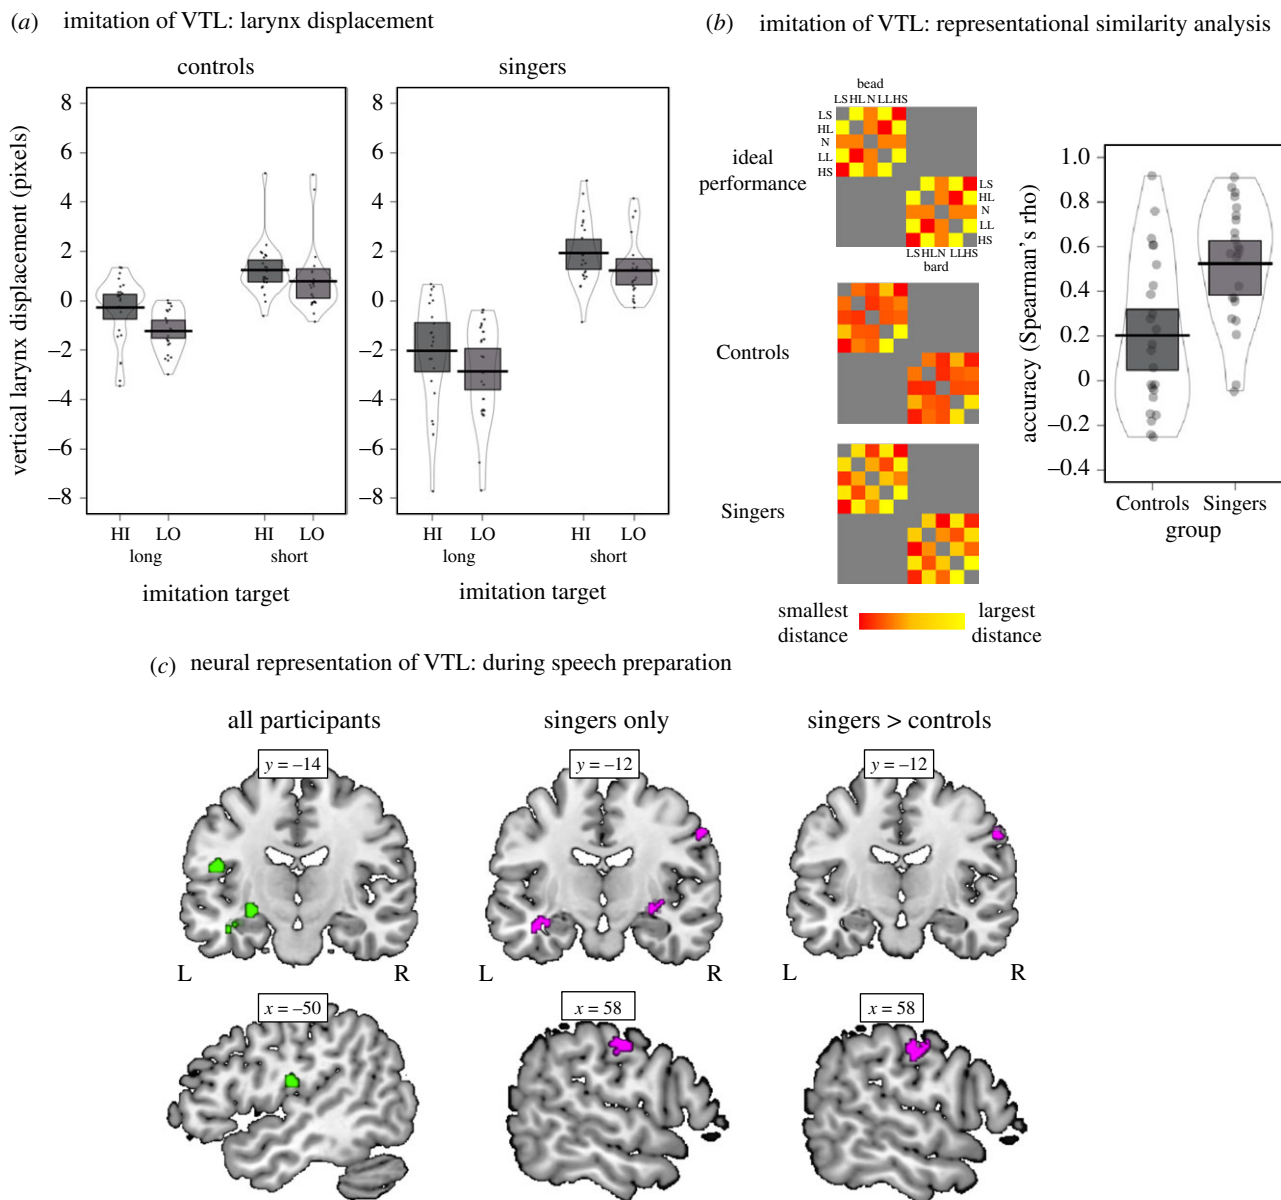 (a) imitation of VTL: larynx displacement
controls
singers
vertical larynx displacement (pixels)
8
6
4
2
0
–2
–4
–6
–8
8
6
4
2
0
–2
–4
–6
–8
HI LO HI LO
long short
imitation target
HI LO HI LO
long short
imitation target
(b) imitation of VTL: representational similarity analysis
ideal
performance
bead
LS HL N LL HS
LS
HL
N
LL
HS
LS
HL
N
LL
HS
LS HL N LL HS
bard
Controls
Singers
smallest
distance
largest
distance
accuracy (Spearman's rho)
1.0
0.8
0.6
0.4
0.2
0
–0.2
–0.4
Controls Singers
group
(c) neural representation of VTL: during speech preparation
all participants
singers only
singers > controls
y = –14
y = –12
y = –12
L R
L R
L R
x = –50
x = 58
x = 58